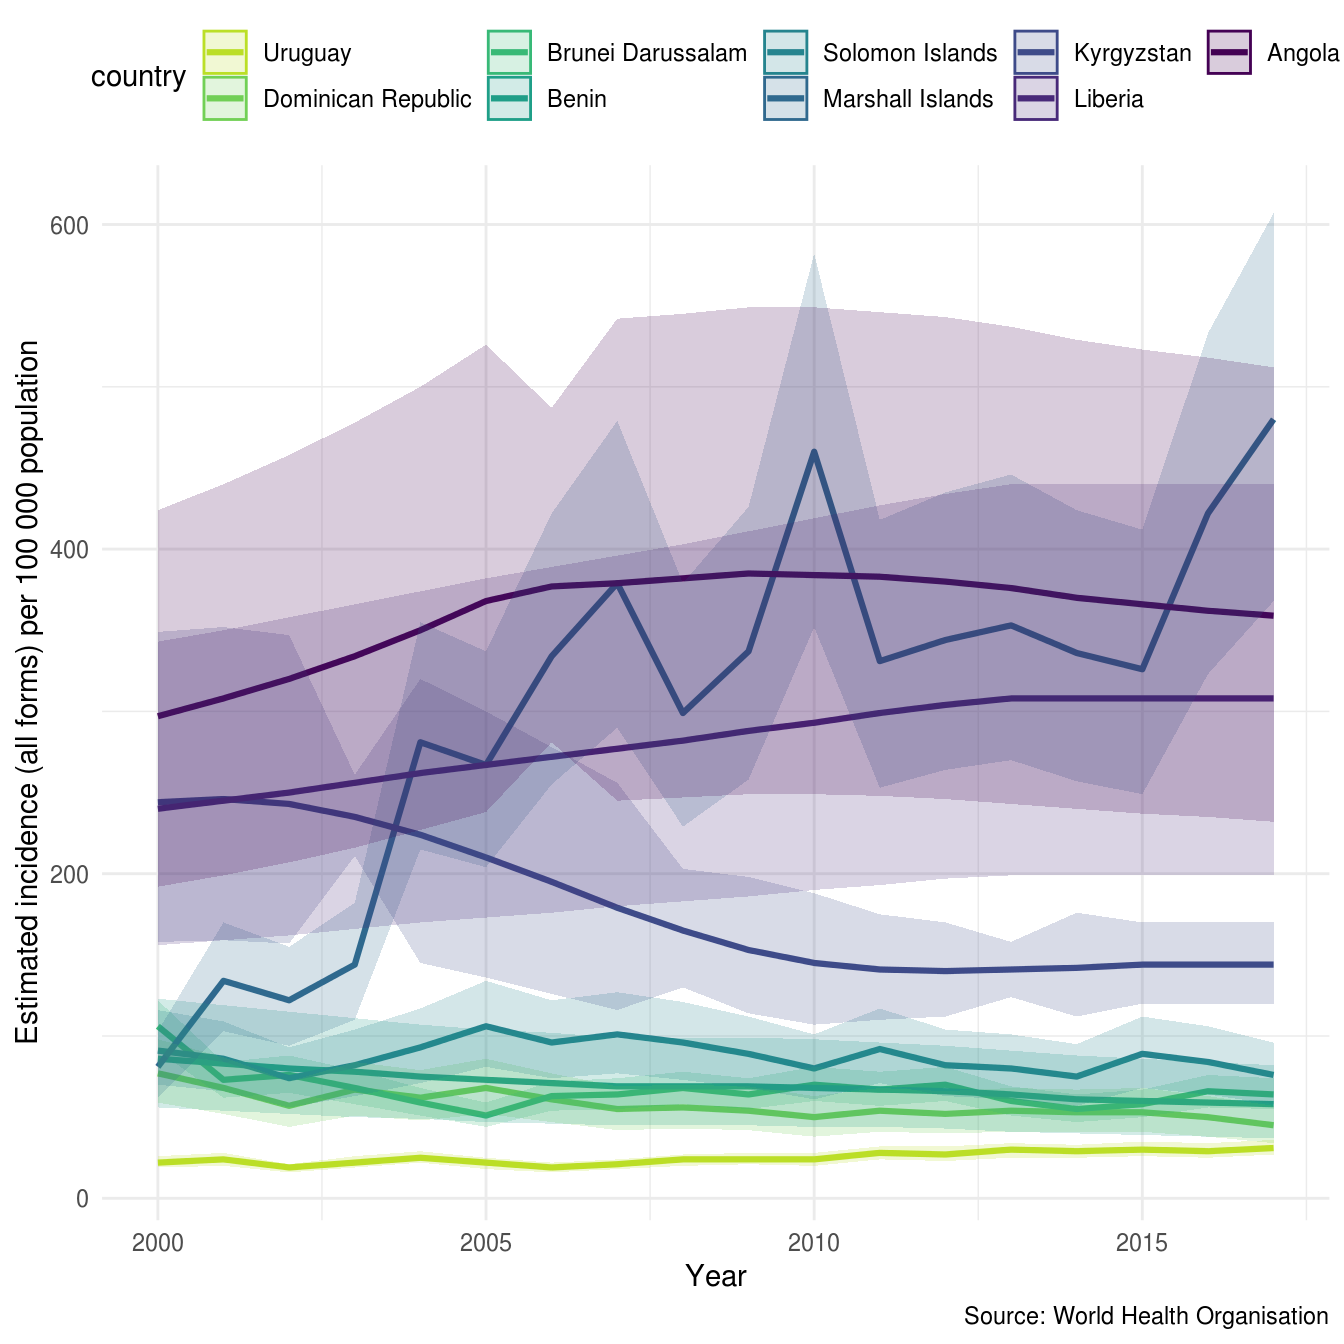 country
Uruguay
Brunei Darussalam
Solomon Islands
Kyrgyzstan
Angola
Dominican Republic
Benin
Marshall Islands
Liberia
Estimated incidence (all forms) per 100 000 population
600
400
200
0
2000
2005
2010
2015
Year
Source: World Health Organisation